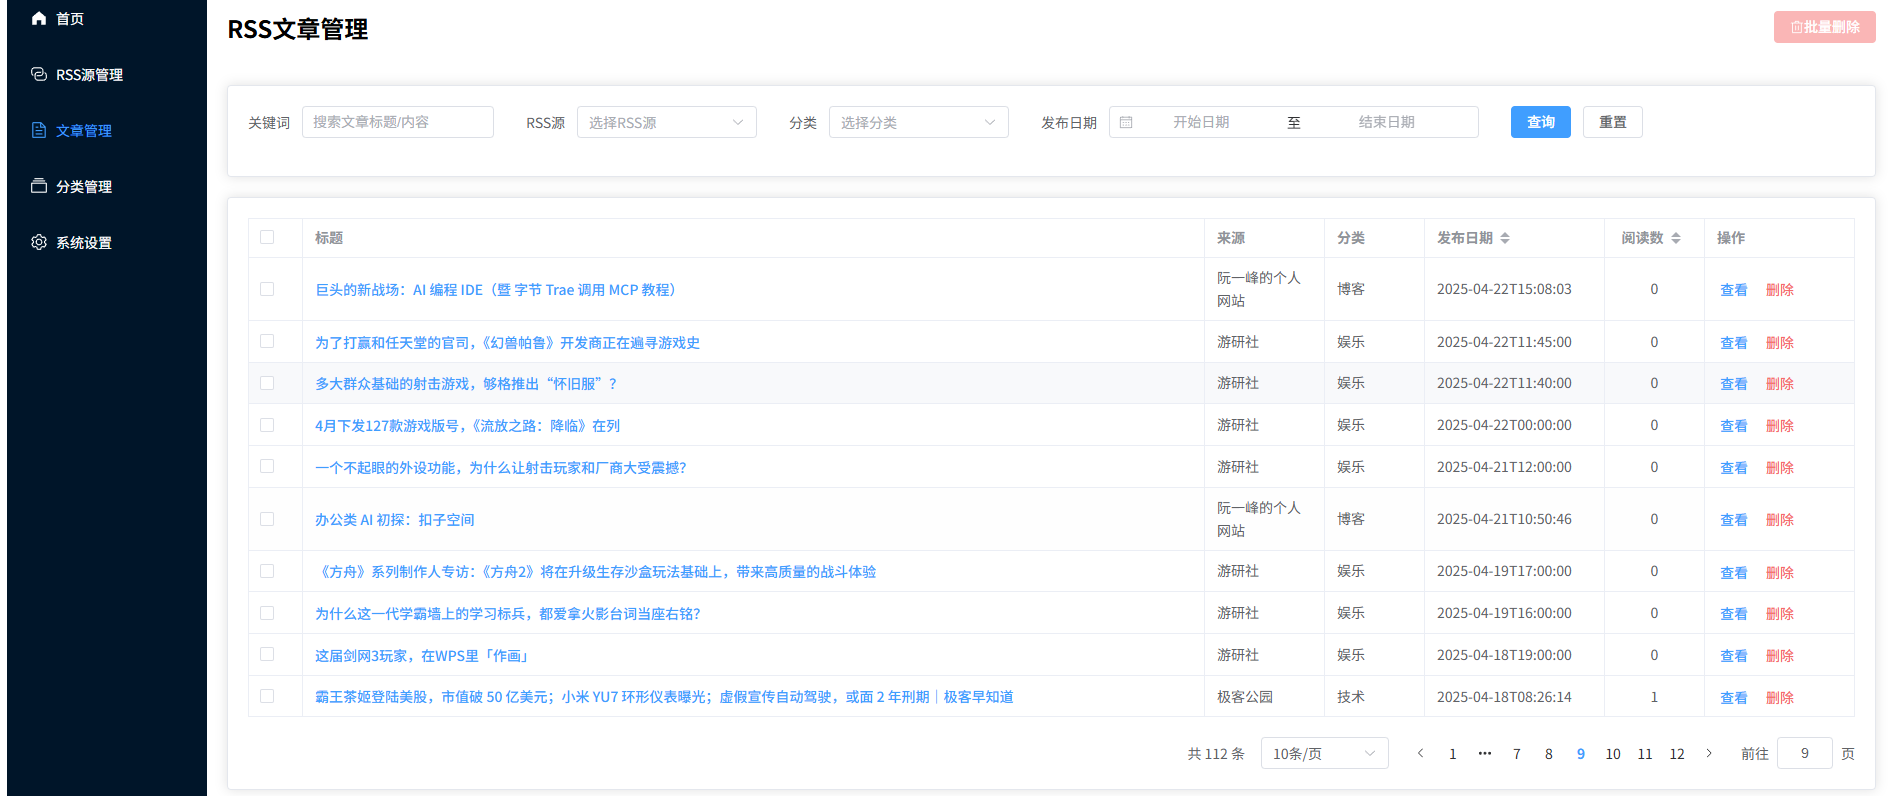 首页
RSS源管理
文章管理
分类管理
系统设置
RSS文章管理
批量删除
关键词 搜索文章标题/内容 RSS源 选择RSS源 分类 选择分类 发布日期 开始日期 至 结束日期 查询 重置
标题 来源 分类 发布日期 阅读数 操作
巨头的新战场：AI 编程 IDE（暨 字节 Trae 调用 MCP 教程） 阮一峰的个人网站 博客 2025-04-22T15:08:03 0 查看 删除
为了打赢和任天堂的官司，《幻兽帕鲁》开发商正在遍寻游戏史 游研社 娱乐 2025-04-22T11:45:00 0 查看 删除
多大群众基础的射击游戏，够格推出“怀旧服”？ 游研社 娱乐 2025-04-22T11:40:00 0 查看 删除
4月下发127款游戏版号，《流放之路：降临》在列 游研社 娱乐 2025-04-22T00:00:00 0 查看 删除
一个不起眼的外设功能，为什么让射击玩家和厂商大受震撼？ 游研社 娱乐 2025-04-21T12:00:00 0 查看 删除
办公类 AI 初探：扣子空间 阮一峰的个人网站 博客 2025-04-21T10:50:46 0 查看 删除
《方舟》系列制作人专访：《方舟2》将在升级生存沙盒玩法基础上，带来高质量的战斗体验 游研社 娱乐 2025-04-19T17:00:00 0 查看 删除
为什么这一代学霸墙上的学习标兵，都爱拿火影台词当座右铭？ 游研社 娱乐 2025-04-19T16:00:00 0 查看 删除
这届剑网3玩家，在WPS里「作画」 游研社 娱乐 2025-04-18T19:00:00 0 查看 删除
霸王茶姬登陆美股，市值破 50 亿美元；小米 YU7 环形仪表曝光；虚假宣传自动驾驶，或面 2 年刑期｜极客早知道 极客公园 技术 2025-04-18T08:26:14 1 查看 删除
共 112 条 10条/页 1 ••• 7 8 9 10 11 12 前往 9 页